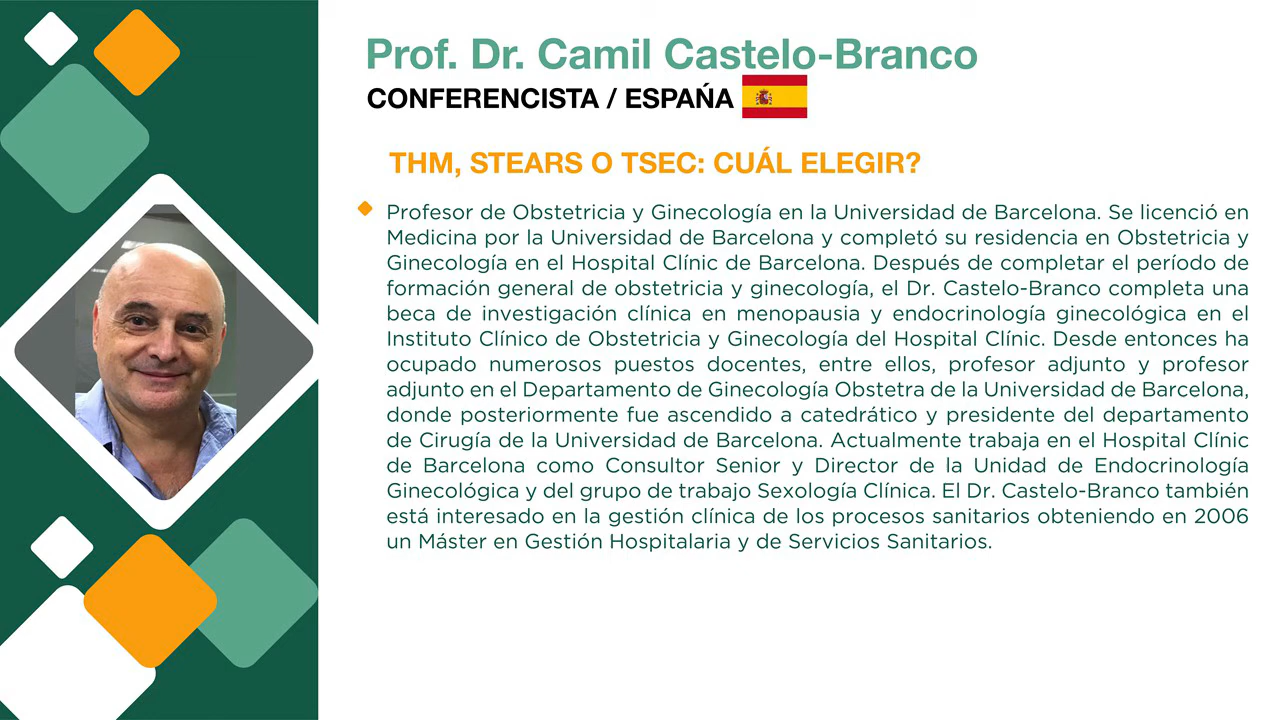 Prof. Dr. Camil Castelo-Branco
CONFERENCISTA / ESPAŃA
THM, STEARS O TSEC: CUÁL ELEGIR?
Profesor de Obstetricia y Ginecología en la Universidad de Barcelona. Se licenció en
Medicina por la Universidad de Barcelona y completó su residencia en Obstetricia y
Ginecología en el Hospital Clínic de Barcelona. Después de completar el período de
formación general de obstetricia y ginecología, el Dr. Castelo-Branco completa una
beca de investigación clínica en menopausia y endocrinología ginecológica en el
Instituto Clínico de Obstetricia y Ginecología del Hospital Clínic. Desde entonces ha
ocupado numerosos puestos docentes, entre ellos, profesor adjunto y profesor
adjunto en el Departamento de Ginecología Obstetra de la Universidad de Barcelona,
donde posteriormente fue ascendido a catedrático y presidente del departamento
de Cirugía de la Universidad de Barcelona. Actualmente trabaja en el Hospital Clínic
de Barcelona como Consultor Senior y Director de la Unidad de Endocrinología
Ginecológica y del grupo de trabajo Sexología Clínica. El Dr. Castelo-Branco también
está interesado en la gestión clínica de los procesos sanitarios obteniendo en 2006
un Máster en Gestión Hospitalaria y de Servicios Sanitarios.